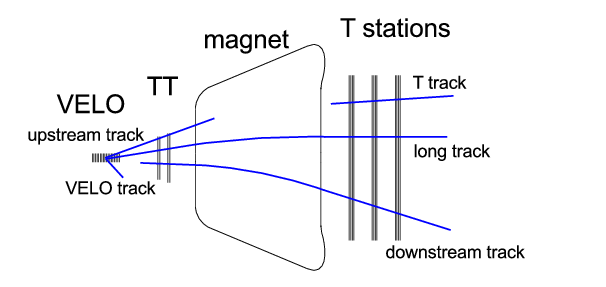 T stations
magnet
TT
T track
VELO
upstream track
long track
VELO track
downstream track